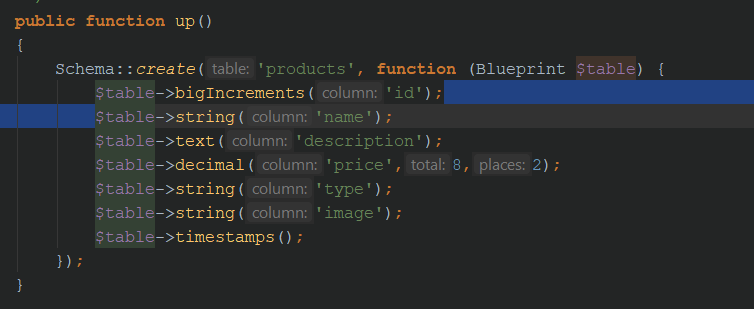 public function up()
{
Schema::create( table: 'products', function (Blueprint $table) {
$table->bigIncrements( column: 'id');
$table->string( column: 'name');
$table->text( column: 'description');
$table->decimal( column: 'price', total: 8, places: 2);
$table->string( column: 'type');
$table->string( column: 'image');
$table->timestamps();
});
}